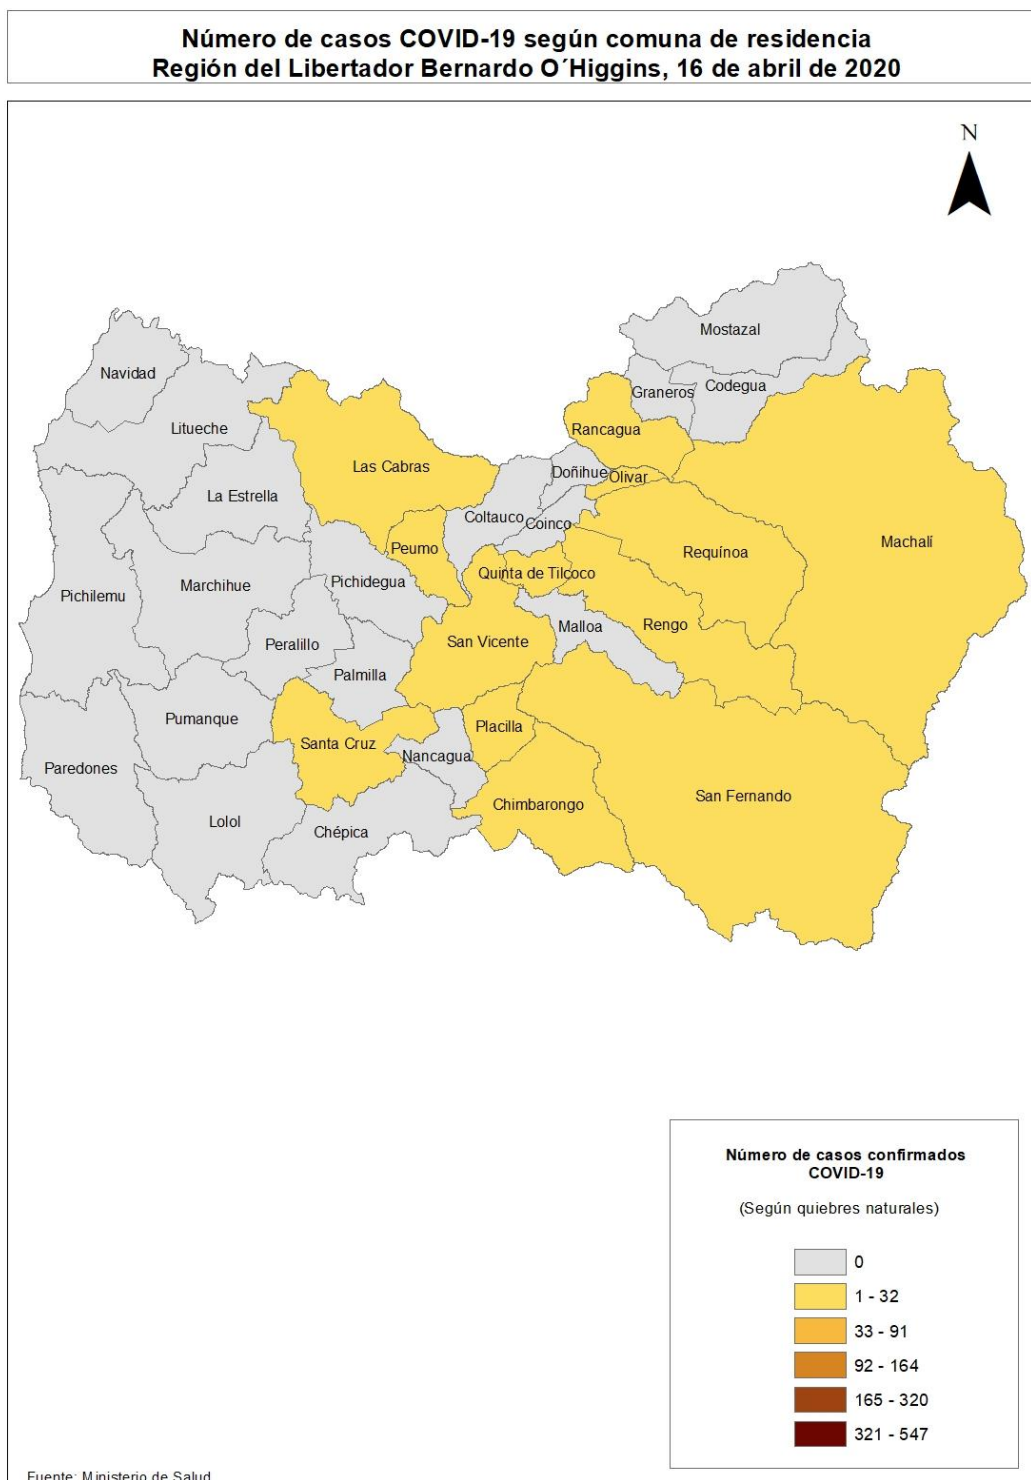 Número de casos COVID-19 según comuna de residencia
Región del Libertador Bernardo O´Higgins, 16 de abril de 2020
N
Mostazal
Navidad
Graneros
Codegua
Litueche
Rancagua
Las Cabras
Doñihue
Olivar
La Estrella
Coltauco
Coinco
Machalí
Peumo
Requínoa
Quinta de Tilcoco
Pichidegua
Marchihue
Pichilemu
Malloa
Rengo
San Vicente
Peralillo
Palmilla
Pumanque
Placilla
Santa Cruz
Nancagua
Paredones
San Fernando
Chimbarongo
Lolol
Chépica
Número de casos confirmados
COVID-19
(Según quiebres naturales)
0
1 - 32
33 - 91
92 - 164
165 - 320
321 - 547
Fuente: Ministerio de Salud